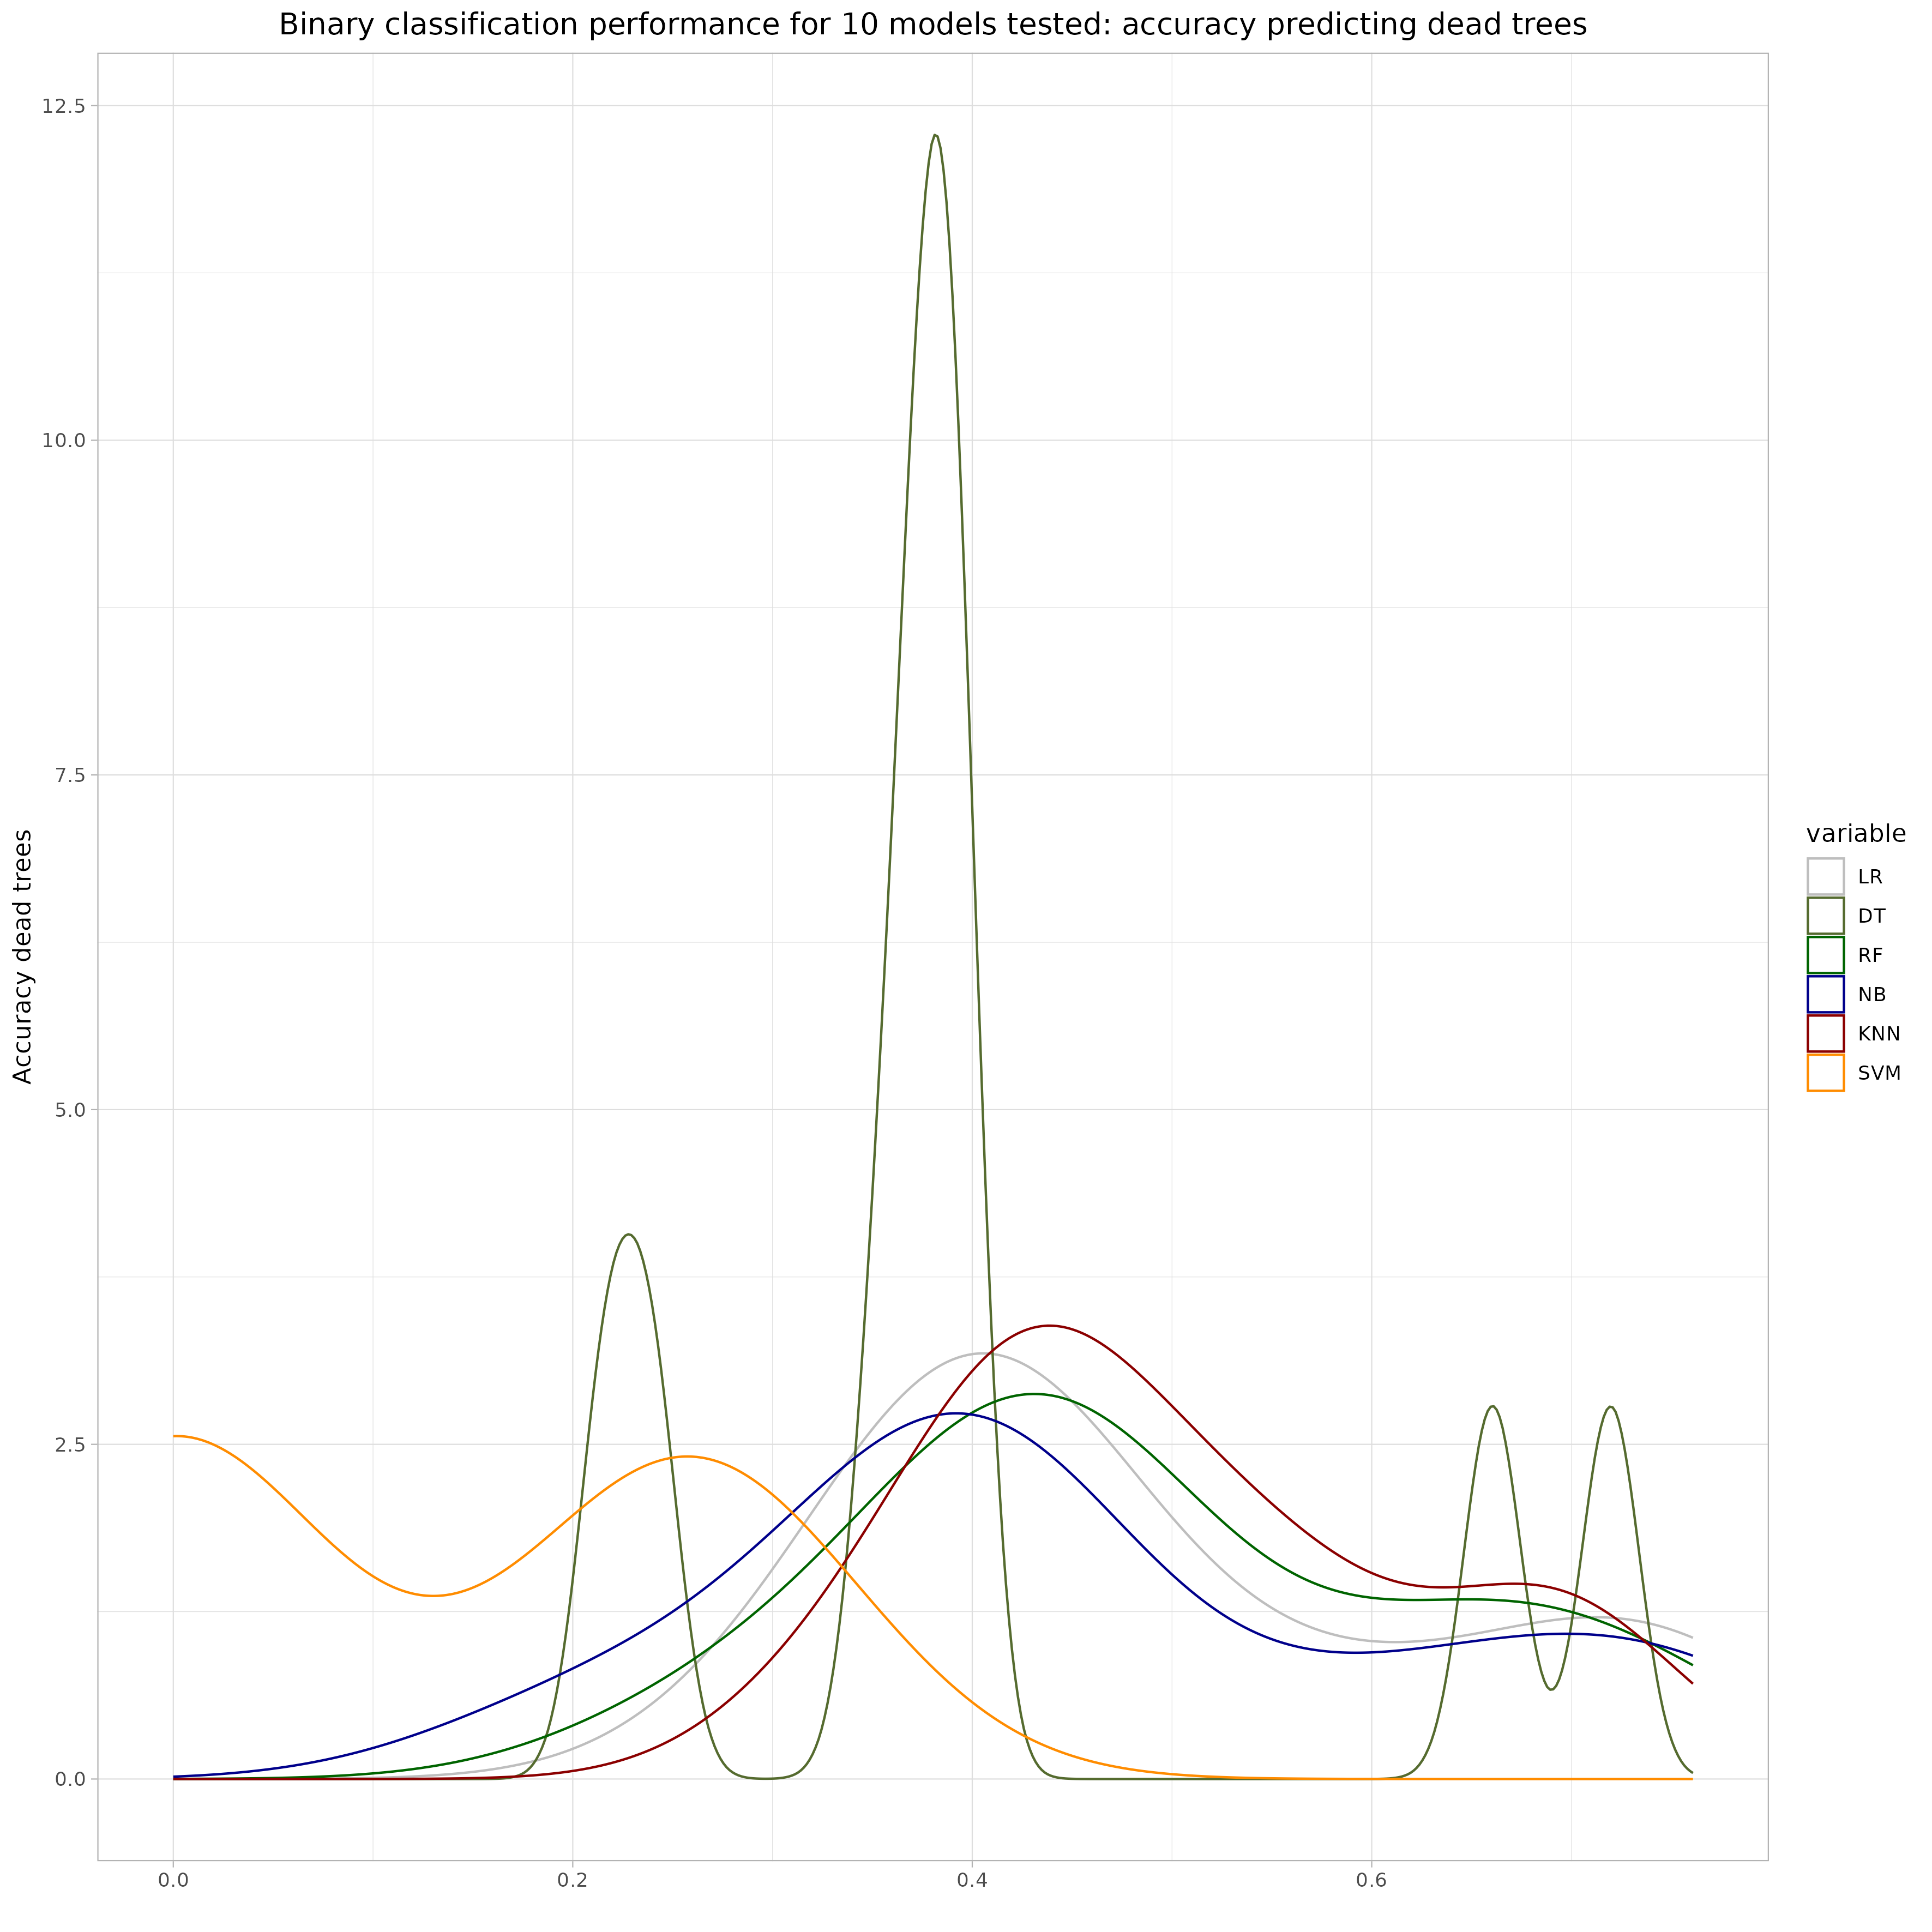 Binary classification performance for 10 models tested: accuracy predicting dead trees
12.5
10.0
7.5
5.0
2.5
0.0
Accuracy dead trees
0.0
0.2
0.4
0.6
variable
LR
DT
RF
NB
KNN
SVM